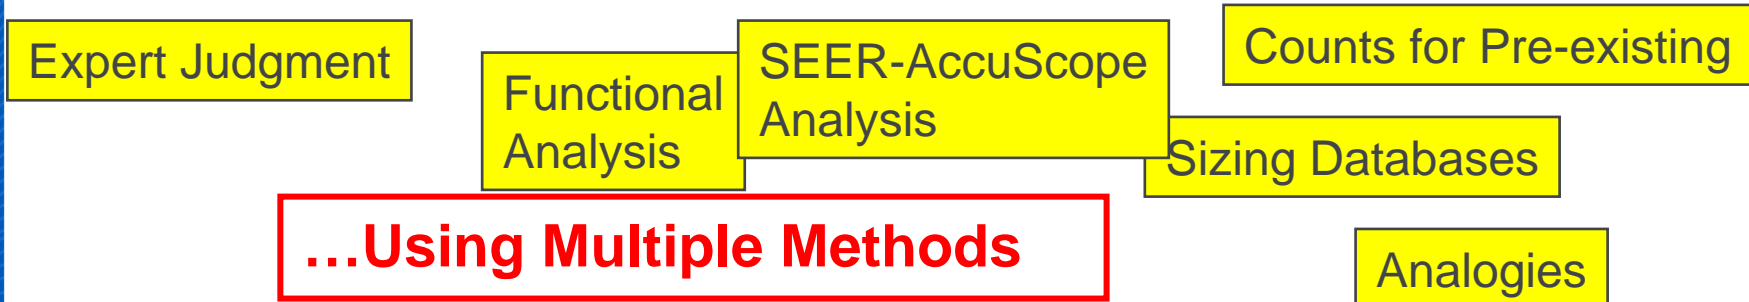 Expert Judgment
Functional
Analysis
SEER-AccuScope
Analysis
Counts for Pre-existing
Sizing Databases
…Using Multiple Methods
Analogies